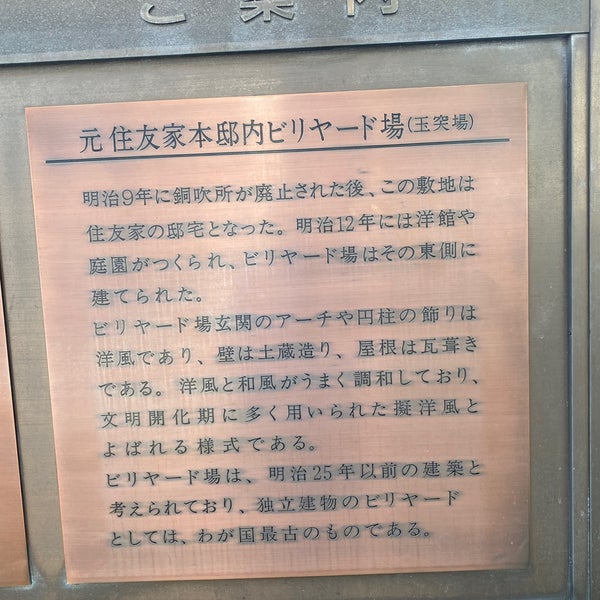 ご案内
元 住友家本邸内ビリヤード場(玉突場)
明治9年に銅吹所が廃止された後、この敷地は
住友家の邸宅となった。明治12年には洋館や
庭園がつくられ、ビリヤード場はその東側に
建てられた。
ビリヤード場玄関のアーチや円柱の飾りは
洋風であり、壁は土蔵造り、屋根は瓦葺き
である。洋風と和風がうまく調和しており、
文明開化期に多く用いられた擬洋風と
よばれる様式である。
ビリヤード場は、明治25年以前の建築と
考えられており、独立建物のビリヤード
としては、わが国最古のものである。